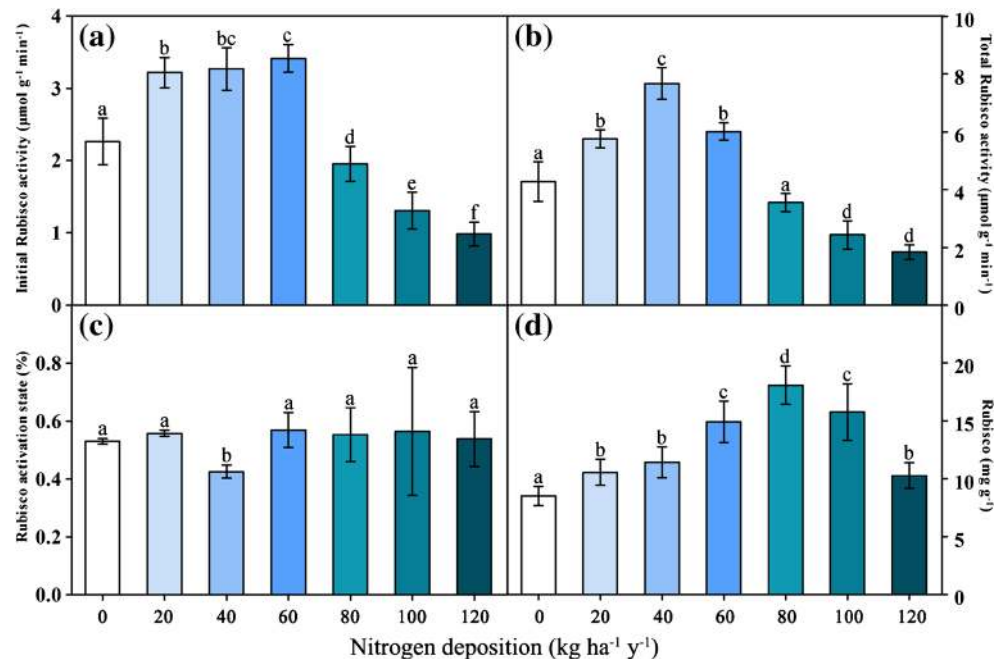 (a)
Initial Rubisco activity (μmol g⁻¹ min⁻¹)
4
3
2
1
0
a
b
bc
c
d
e
f
(b)
Total Rubisco activity (μmol g⁻¹ min⁻¹)
10
8
6
4
2
0
a
b
c
b
a
d
d
(c)
Rubisco activation state (%)
0.8
0.6
0.4
0.2
0.0
a
a
b
a
a
a
a
0 20 40 60 80 100 120
(d)
Rubisco (mg g⁻¹)
20
15
10
5
0
a
b
b
c
d
c
b
0 20 40 60 80 100 120
Nitrogen deposition (kg ha⁻¹ y⁻¹)